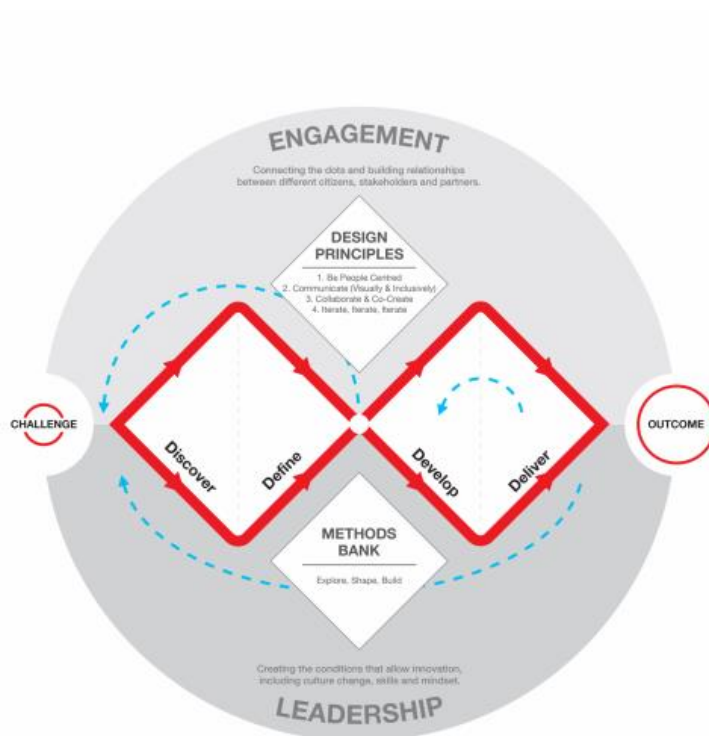 ENGAGEMENT
Connecting the dots and building relationships
between different citizens, stakeholders and partners.
DESIGN
PRINCIPLES
1. Be People Centred
2. Communicate (Visually & Inclusively)
3. Collaborate & Co-Create
4. Iterate, Iterate, Iterate
CHALLENGE
OUTCOME
Discover
Define
Develop
Deliver
METHODS
BANK
Explore, Shape, Build
Creating the conditions that allow innovation,
including culture change, skills and mindset.
LEADERSHIP